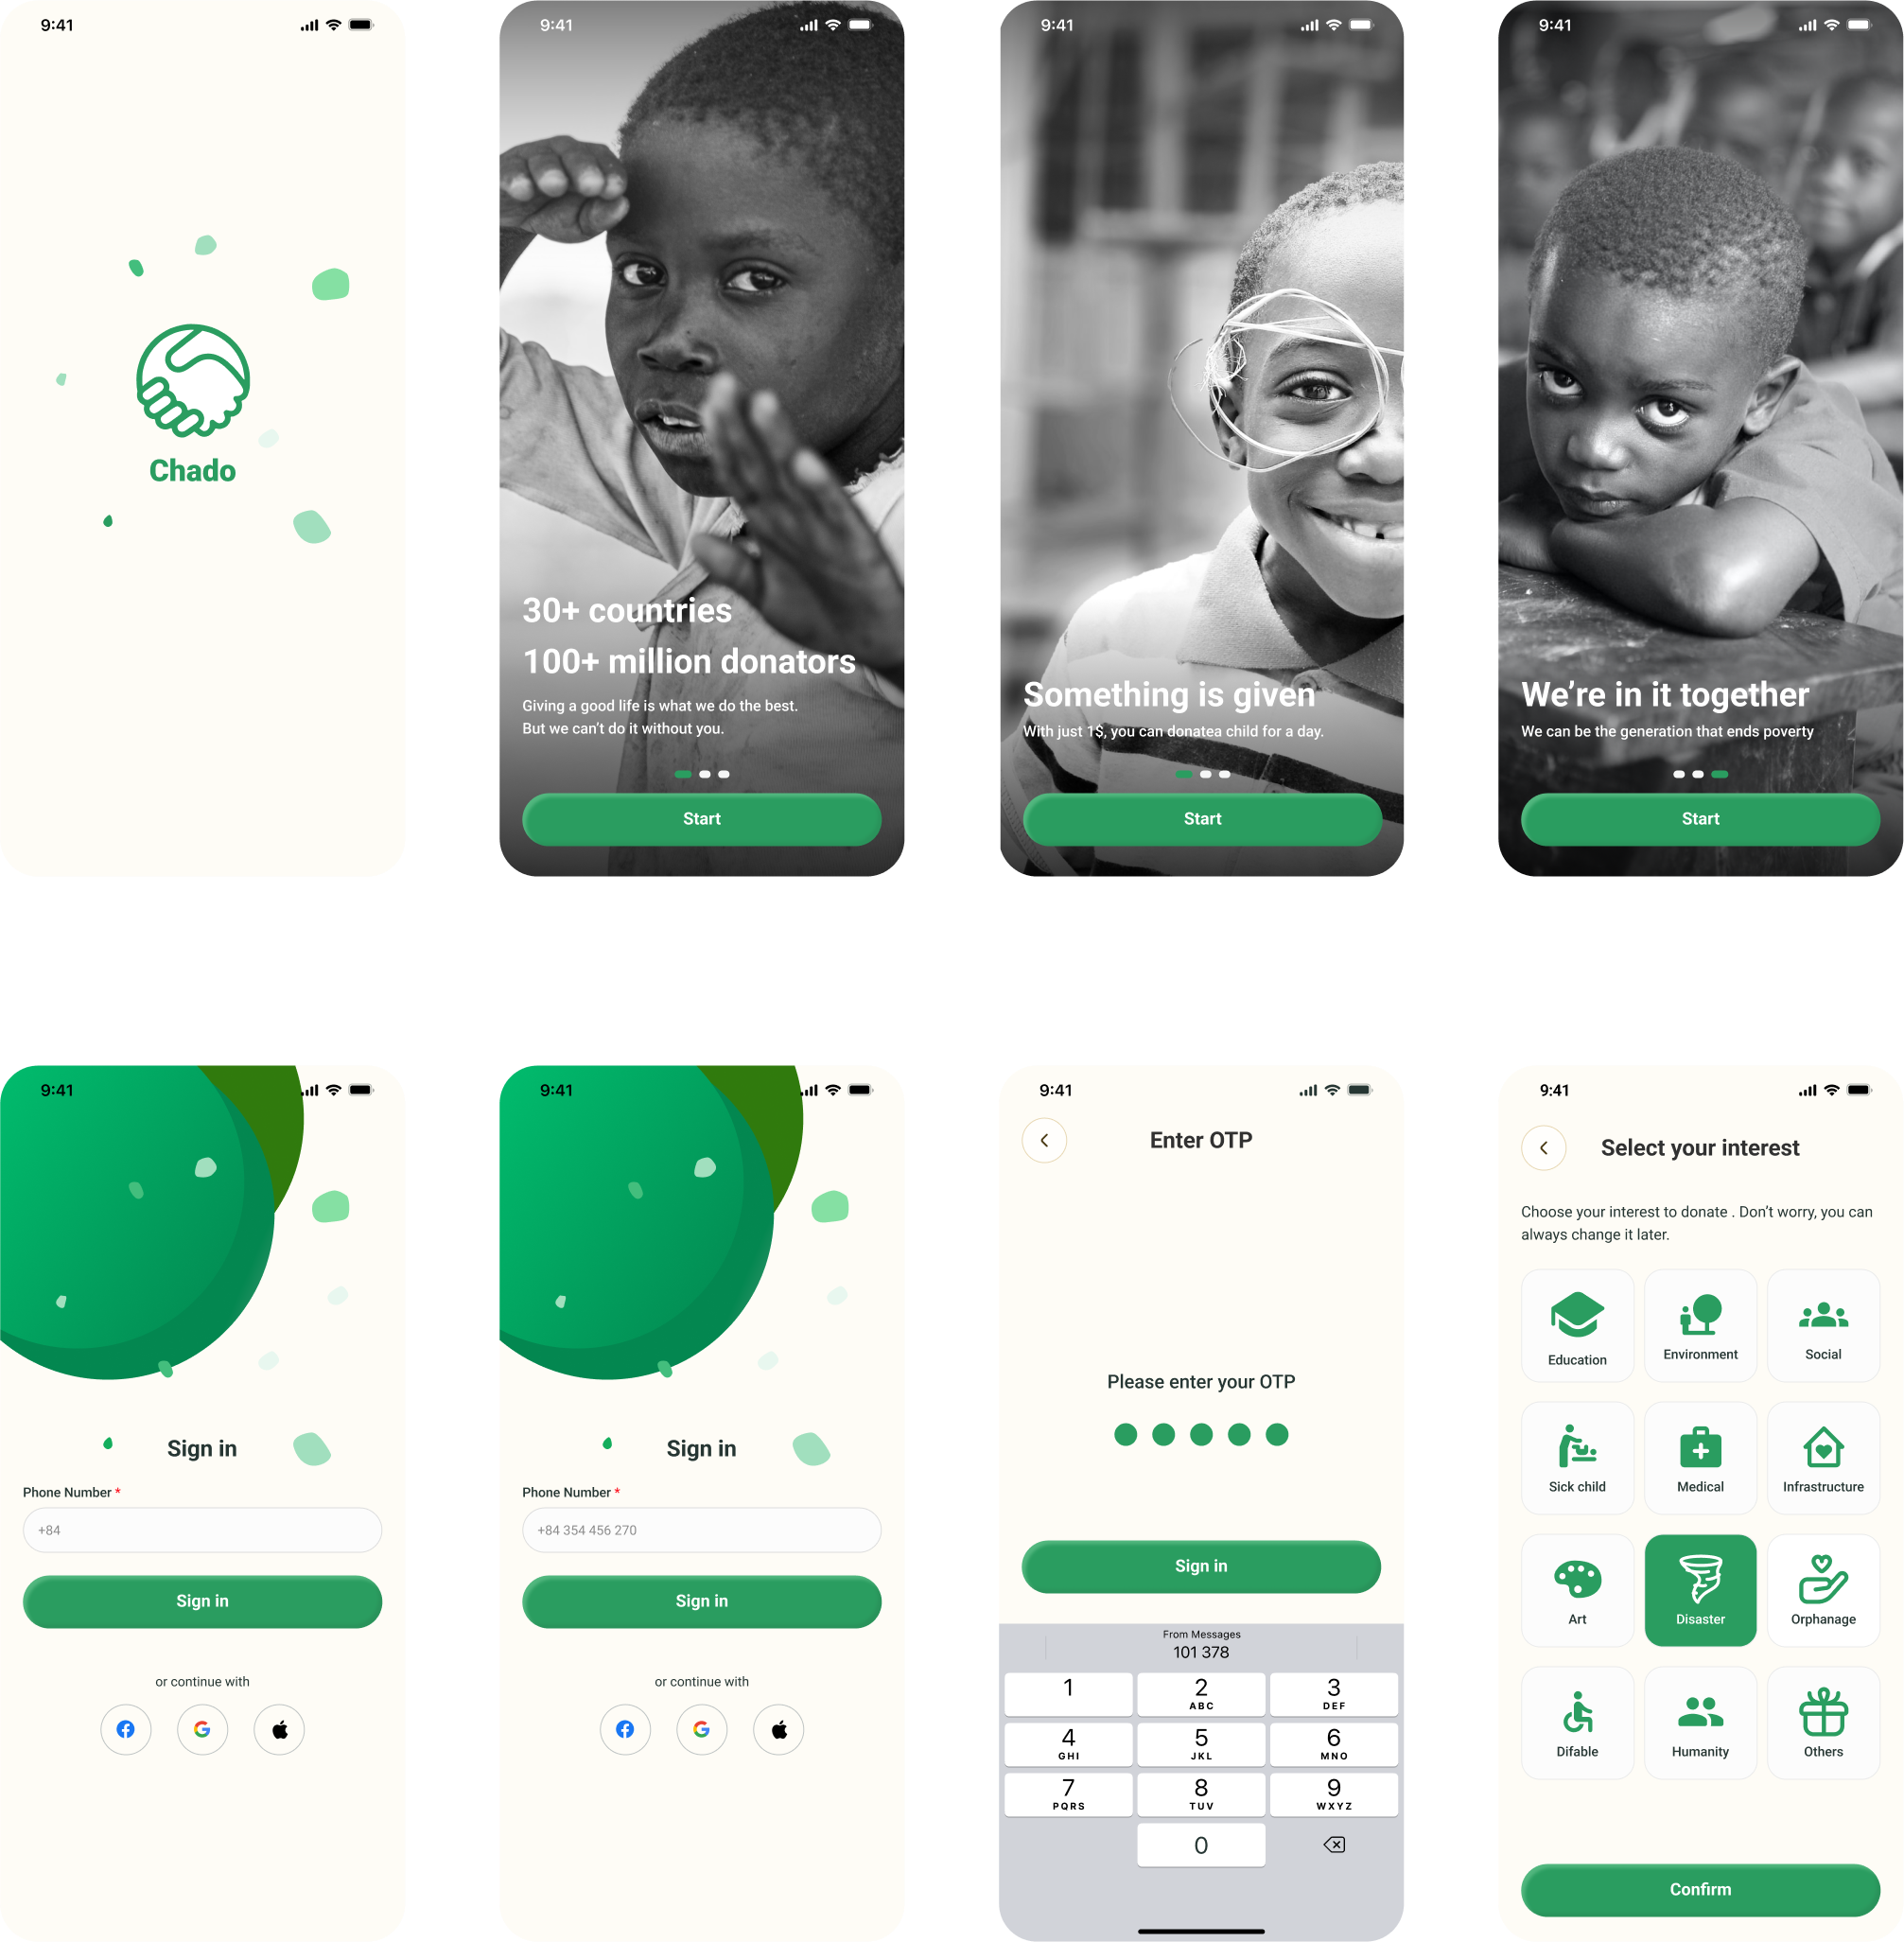 9:41
Chado
9:41
30+ countries
100+ million donators
Giving a good life is what we do the best.
But we can't do it without you.
Start
9:41
Something is given
With just 1$, you can donatea child for a day.
Start
9:41
We're in it together
We can be the generation that ends poverty
Start
9:41
Sign in
Phone Number *
+84
Sign in
or continue with
9:41
Sign in
Phone Number *
+84 354 456 270
Sign in
or continue with
9:41
Enter OTP
Please enter your OTP
Sign in
From Messages
101 378
1
2
ABC
3
DEF
4
GHI
5
JKL
6
MNO
7
PQRS
8
TUV
9
WXYZ
0
9:41
Select your interest
Choose your interest to donate . Don't worry, you can
always change it later.
Education
Environment
Social
Sick child
Medical
Infrastructure
Art
Disaster
Orphanage
Difable
Humanity
Others
Confirm